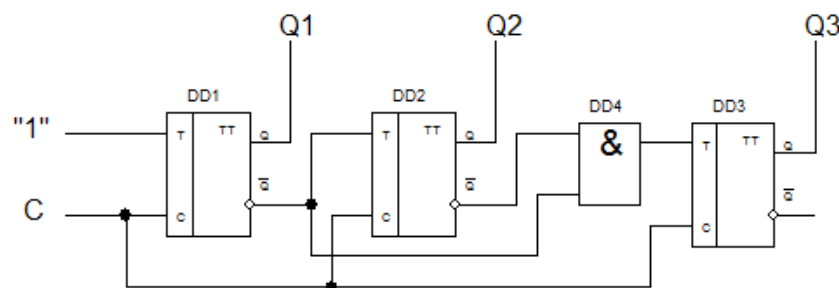 Q1 Q2 Q3
DD1 DD2 DD4 DD3
"1" T TT Q T TT Q & T TT Q
Q̅ Q̅ Q̅
C C C C